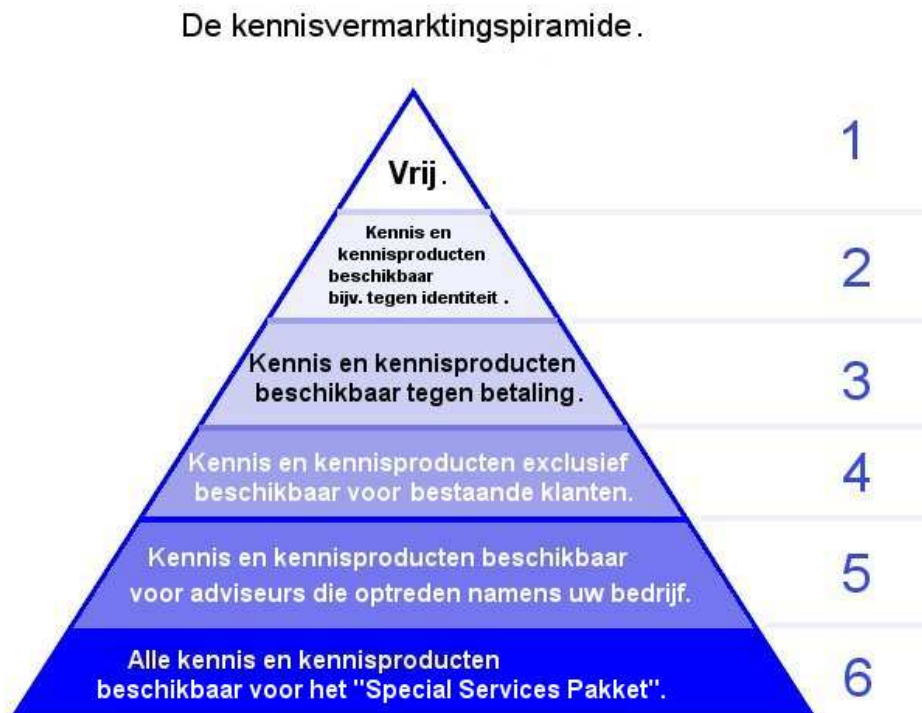 De kennisvermarktingspiramide.
Vrij.
1
Kennis en
kennisproducten
beschikbaar
bijv. tegen identiteit .
2
Kennis en kennisproducten
beschikbaar tegen betaling.
3
Kennis en kennisproducten exclusief
beschikbaar voor bestaande klanten.
4
Kennis en kennisproducten beschikbaar
voor adviseurs die optreden namens uw bedrijf.
5
Alle kennis en kennisproducten
beschikbaar voor het "Special Services Pakket".
6